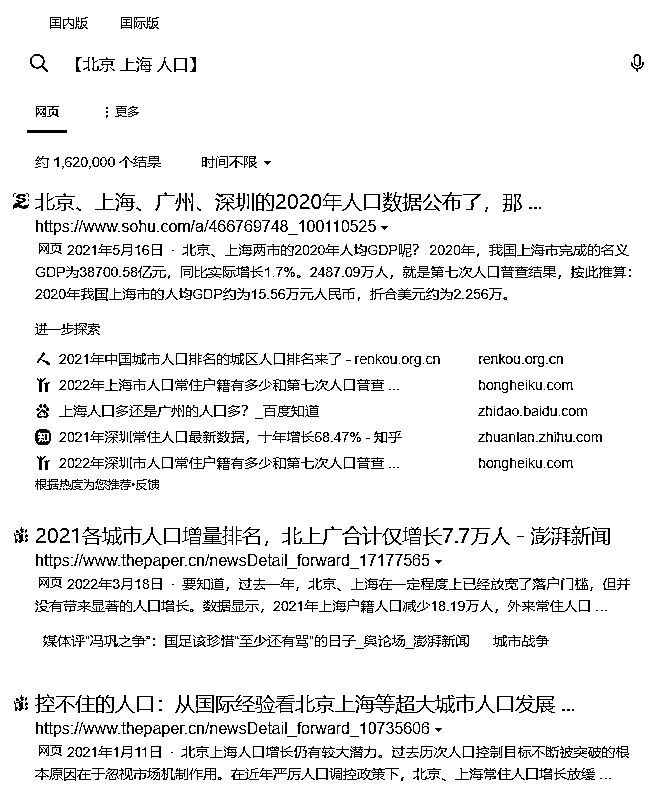 国内版 国际版
【北京 上海 人口】
网页 更多
约 1,620,000 个结果 时间不限
北京、上海、广州、深圳的2020年人口数据公布了，那 ...
https://www.sohu.com/a/466769748_100110525
网页 2021年5月16日 · 北京、上海两市的2020年人均GDP呢？ 2020年，我国上海市完成的名义
GDP为38700.58亿元，同比实际增长1.7%。2487.09万人，就是第七次人口普查结果，按此推算：
2020年我国上海市的人均GDP约为15.56万元人民币，折合美元约为2.256万。
进一步探索
2021年中国城市人口排名的城区人口排名来了 - renkou.org.cn renkou.org.cn
2022年上海市人口常住户籍有多少和第七次人口普查 ... hongheiku.com
上海人口多还是广州的人口多？_百度知道 zhidao.baidu.com
知 2021年深圳常住人口最新数据，十年增长68.47% - 知乎 zhuanlan.zhihu.com
2022年深圳市人口常住户籍有多少和第七次人口普查 ... hongheiku.com
根据热度为您推荐•反馈
2021各城市人口增量排名，北上广合计仅增长7.7万人 - 澎湃新闻
https://www.thepaper.cn/newsDetail_forward_17177565
网页 2022年3月18日 · 要知道，过去一年，北京、上海在一定程度上已经放宽了落户门槛，但并
没有带来显著的人口增长。数据显示，2021年上海户籍人口减少18.19万人，外来常住人口 ...
媒体评“冯巩之争”：国足该珍惜“至少还有骂”的日子_舆论场_澎湃新闻 城市战争
控不住的人口：从国际经验看北京上海等超大城市人口发展 ...
https://www.thepaper.cn/newsDetail_forward_10735606
网页 2021年1月11日 · 北京上海人口增长仍有较大潜力。过去历次人口控制目标不断被突破的根
本原因在于忽视市场机制作用。在近年严厉人口调控政策下，北京、上海常住人口增长放缓 ...